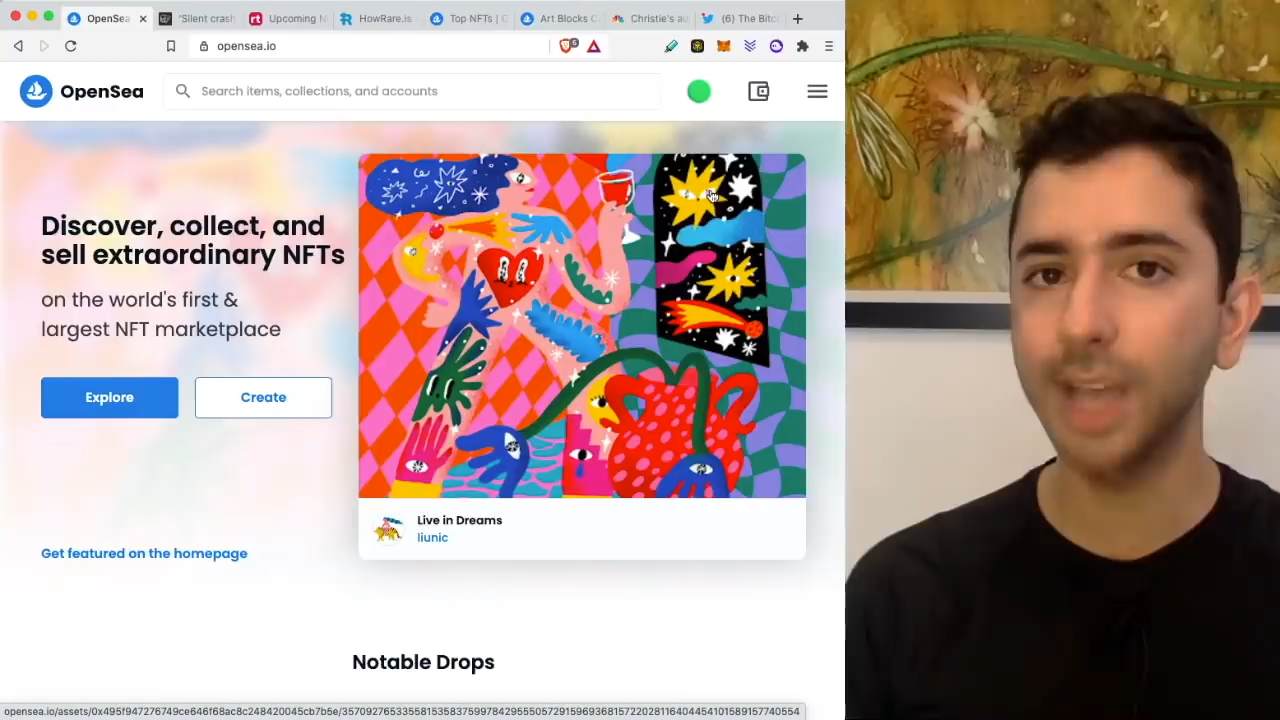 OpenSea
"Silent crash
Upcoming N
HowRare.is
Top NFTs | O
Art Blocks C
Christie's au
(6) The Bitc
opensea.io
OpenSea
Search items, collections, and accounts
Discover, collect, and
sell extraordinary NFTs
on the world's first &
largest NFT marketplace
Explore
Create
Get featured on the homepage
Live in Dreams
liunic
Notable Drops